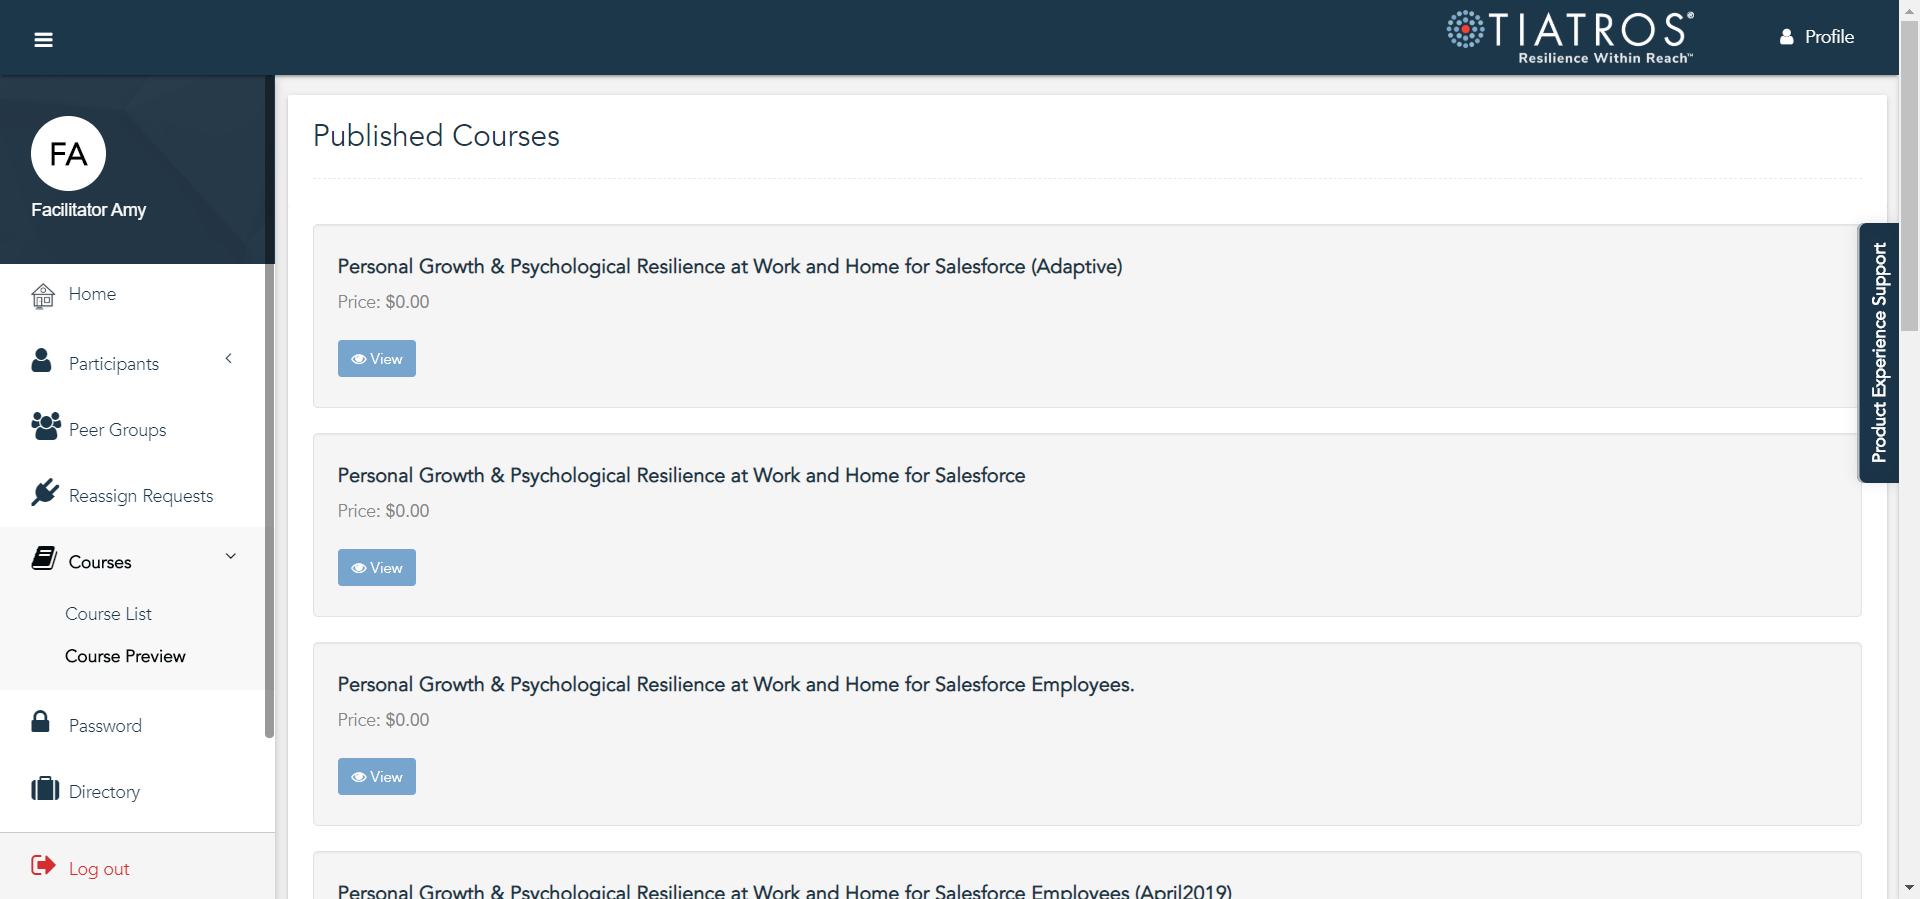 TIATROS®
Resilience Within Reach™
Profile
FA
Facilitator Amy
Home
Participants
Peer Groups
Reassign Requests
Courses
Course List
Course Preview
Password
Directory
Log out
Published Courses
Personal Growth & Psychological Resilience at Work and Home for Salesforce (Adaptive)
Price: $0.00
View
Personal Growth & Psychological Resilience at Work and Home for Salesforce
Price: $0.00
View
Personal Growth & Psychological Resilience at Work and Home for Salesforce Employees.
Price: $0.00
View
Personal Growth & Psychological Resilience at Work and Home for Salesforce Employees (April2019)
Product Experience Support